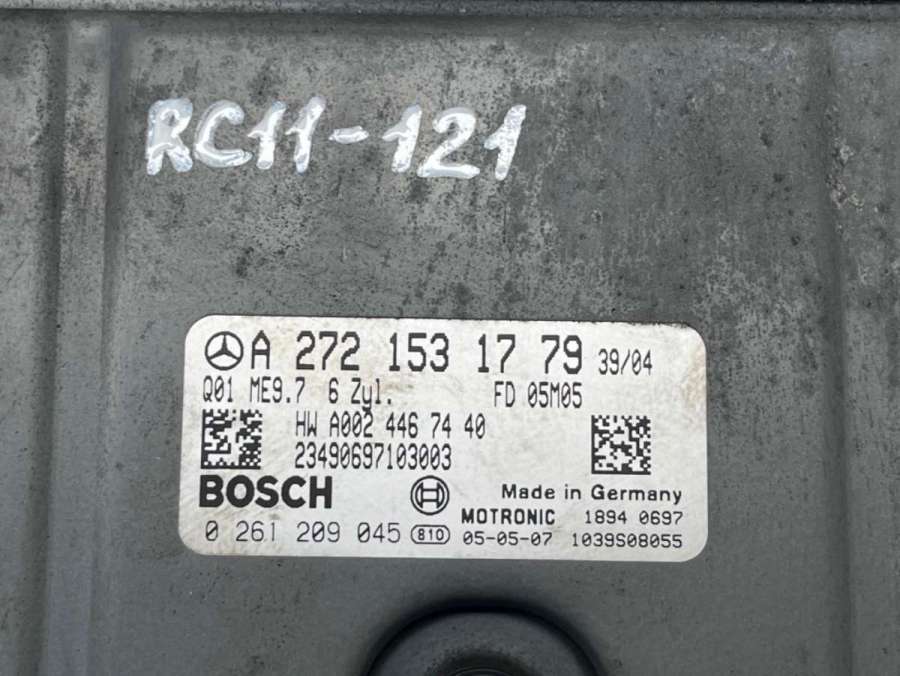 RC11-121
A 272 153 17 79 39/04
Q01 ME9.7 6 Zyl. FD 05M05
HW A002 446 74 40
23490697103003
BOSCH
Made in Germany
MOTRONIC 1894 0697
0 261 209 045 810 05-05-07 1039S08055